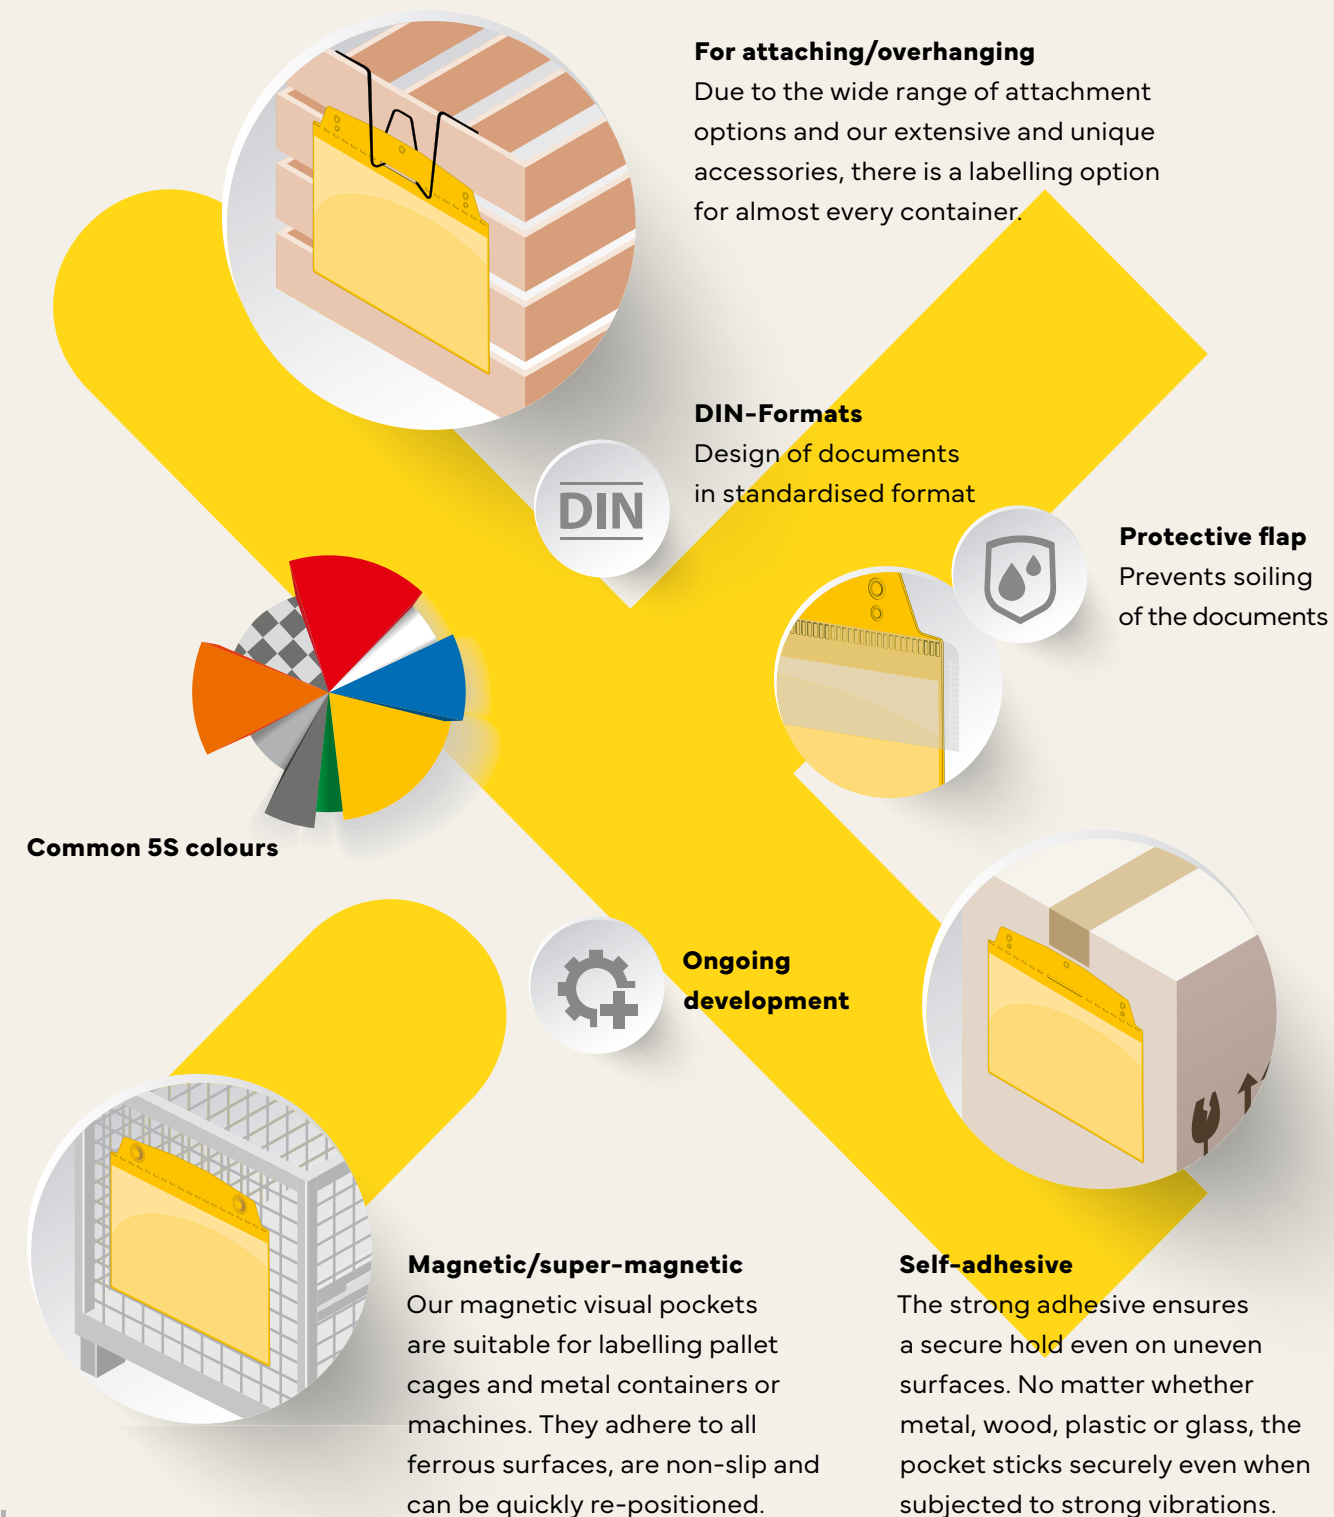 For attaching/overhanging
Due to the wide range of attachment
options and our extensive and unique
accessories, there is a labelling option
for almost every container.
DIN-Formats
Design of documents
in standardised format
DIN
Protective flap
Prevents soiling
of the documents
Common 5S colours
Ongoing
development
Magnetic/super-magnetic
Our magnetic visual pockets
are suitable for labelling pallet
cages and metal containers or
machines. They adhere to all
ferrous surfaces, are non-slip and
can be quickly re-positioned.
Self-adhesive
The strong adhesive ensures
a secure hold even on uneven
surfaces. No matter whether
metal, wood, plastic or glass, the
pocket sticks securely even when
subjected to strong vibrations.